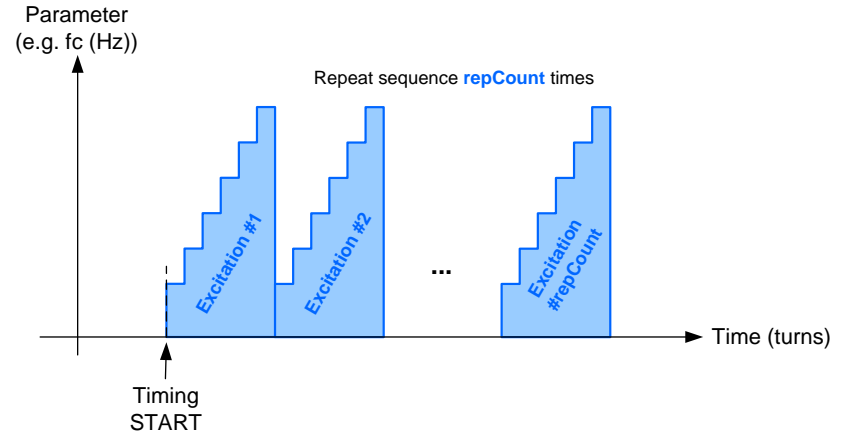 Parameter
(e.g. fc (Hz))
Repeat sequence repCount times
Excitation #1
Excitation #2
...
Excitation
#repCount
Time (turns)
Timing
START